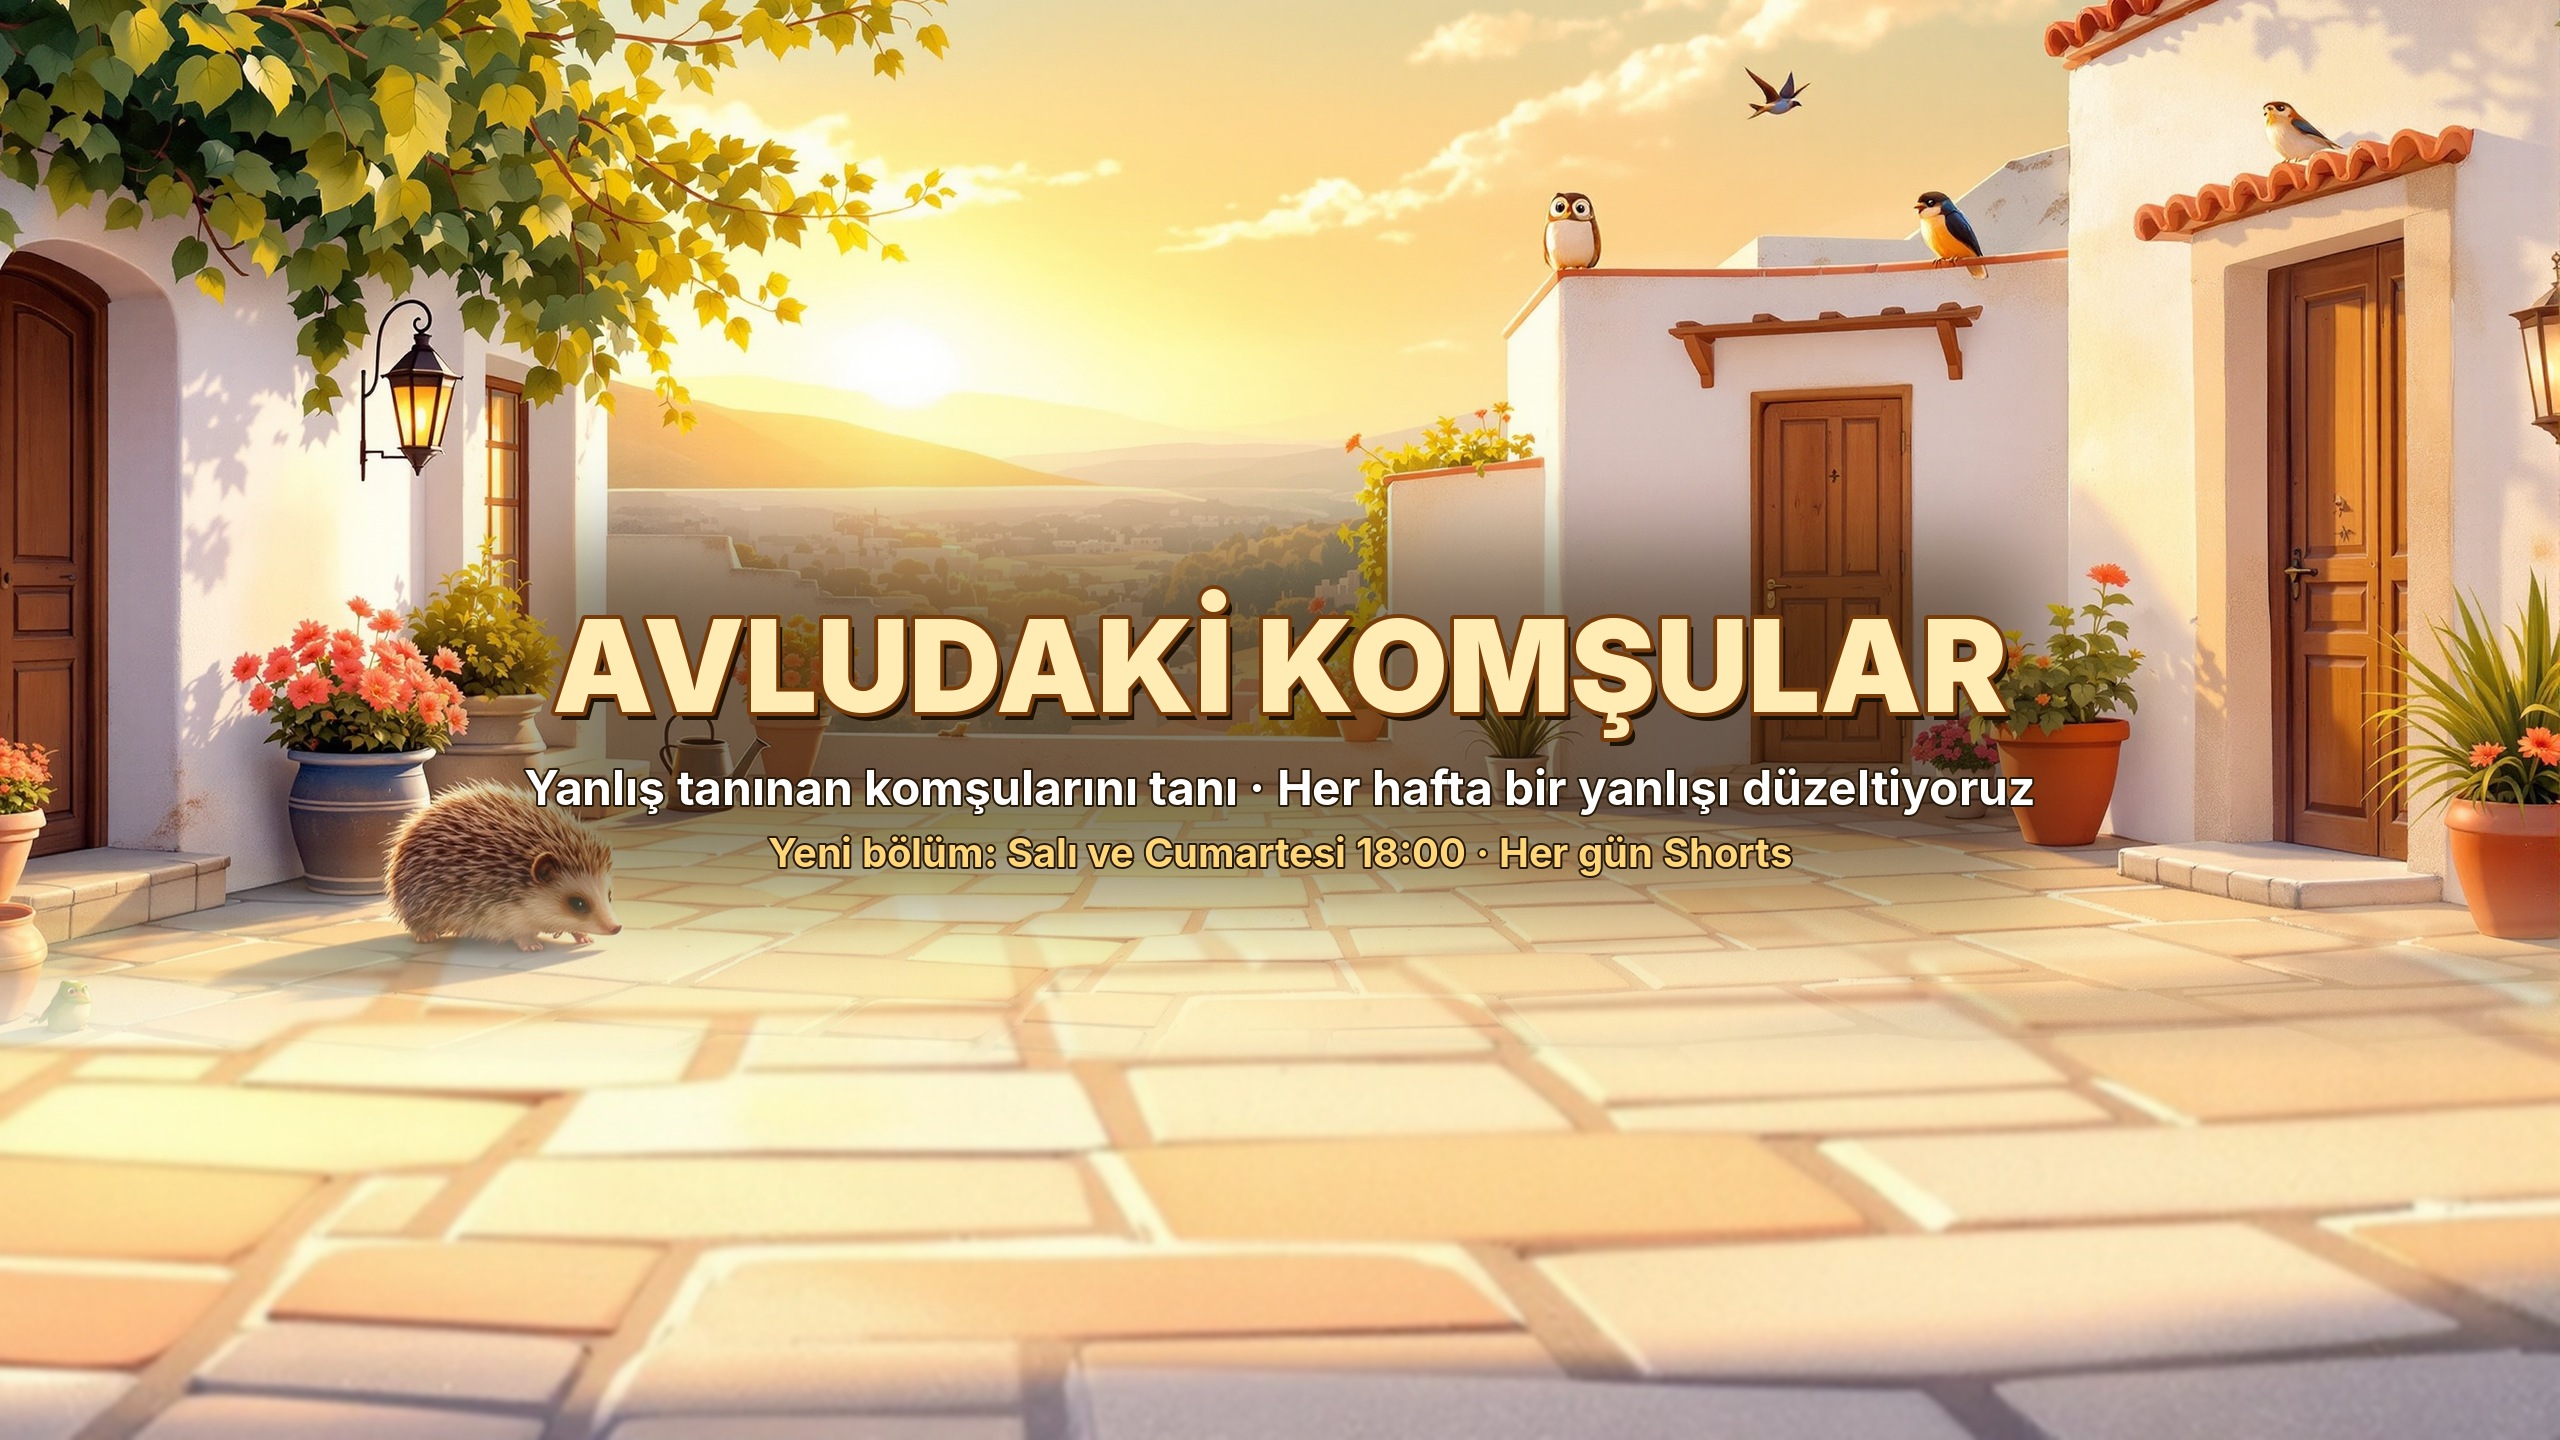 AVLUDAKİ KOMŞULAR
Yanlış tanınan komşularını tanı · Her hafta bir yanlışı düzeltiyoruz
Yeni bölüm: Salı ve Cumartesi 18:00 · Her gün Shorts